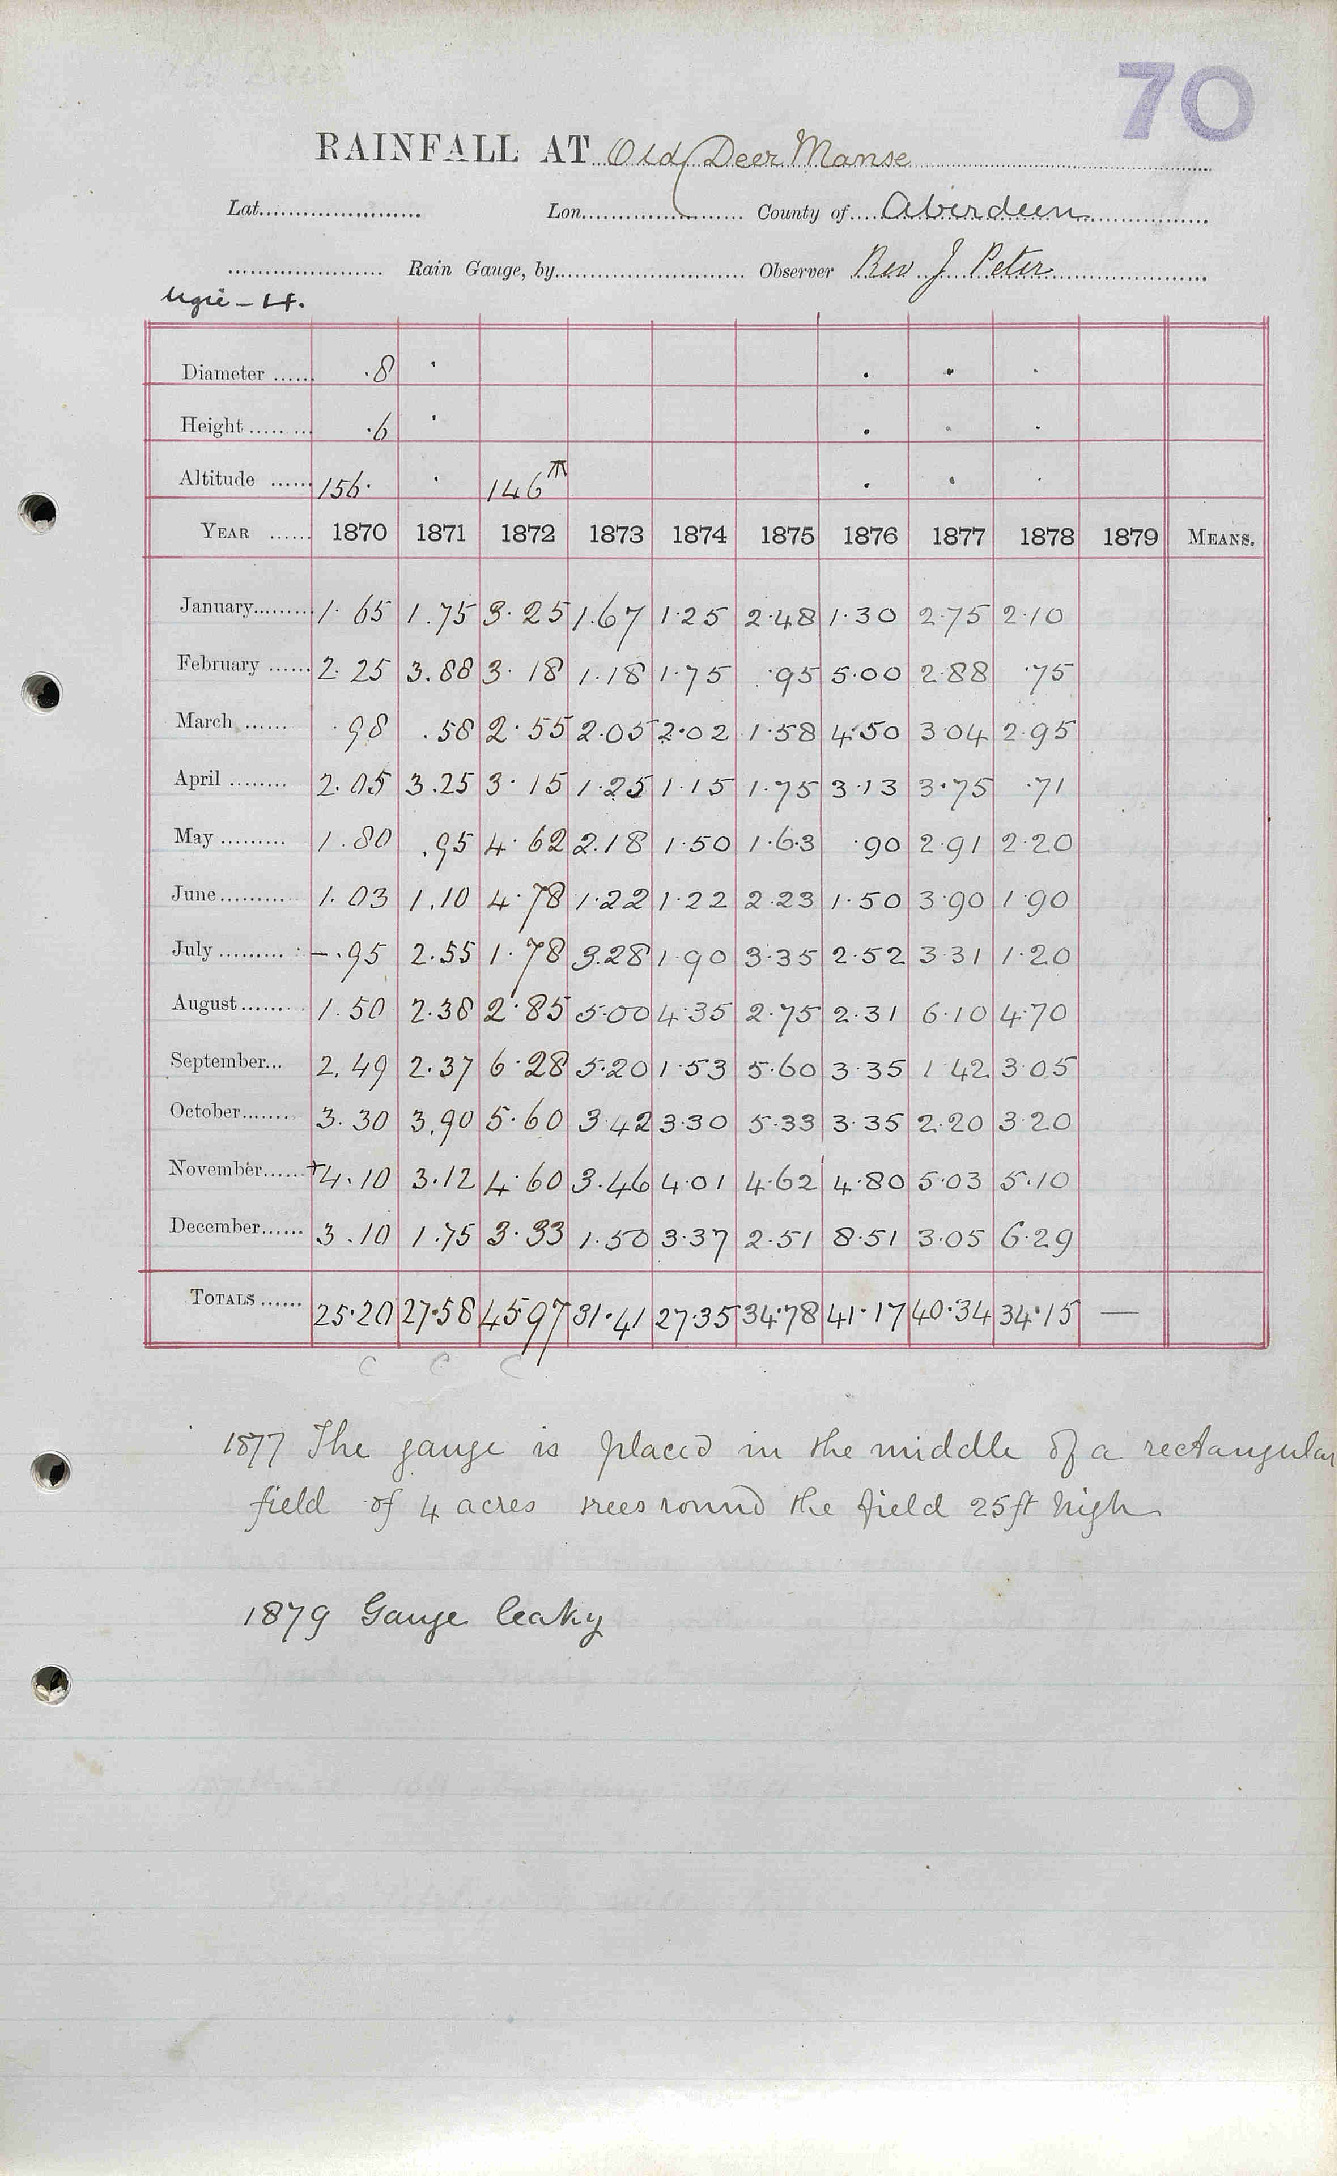 70
RAINFALL AT Old Deer Manse
Lat. Lon. County of Aberdeen
Rain Gauge, by Observer Rev J. Peter
Ugie - 14.
Diameter ...... .8
Height ......... .6
Altitude ...... 156. 146
YEAR ...... 1870 1871 1872 1873 1874 1875 1876 1877 1878 1879 MEANS.
January......... 1.65 1.75 3.25 1.67 1.25 2.48 1.30 2.75 2.10
February ...... 2.25 3.88 3.18 1.18 1.75 .95 5.00 2.88 .75
March ...... .98 .58 2.55 2.05 2.02 1.58 4.50 3.04 2.95
April ........ 2.05 3.25 3.15 1.25 1.15 1.75 3.13 3.75 .71
May ......... 1.80 .95 4.62 2.18 1.50 1.63 .90 2.91 2.20
June.......... 1.03 1.10 4.78 1.22 1.22 2.23 1.50 3.90 1.90
July ......... -.95 2.55 1.78 3.28 1.90 3.35 2.52 3.31 1.20
August......... 1.50 2.38 2.85 5.00 4.35 2.75 2.31 6.10 4.70
September... 2.49 2.37 6.28 5.20 1.53 5.60 3.35 1.42 3.05
October........ 3.30 3.90 5.60 3.42 3.30 5.33 3.35 2.20 3.20
November...... +4.10 3.12 4.60 3.46 4.01 4.62 4.80 5.03 5.10
December...... 3.10 1.75 3.33 1.50 3.37 2.51 8.51 3.05 6.29
TOTALS ...... 25.20 27.58 45.97 31.41 27.35 34.78 41.17 40.34 34.15 —
C C C
1877 The gauge is placed in the middle of a rectangular
field of 4 acres trees round the field 25ft high
1879 Gauge leaky